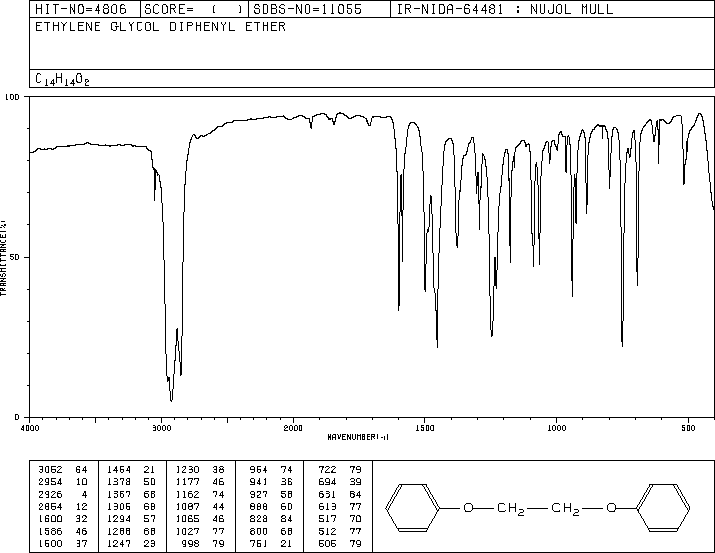 HIT-NO=4806 SCORE= ( ) SDBS-NO=11055 IR-NIDA-64481 : NUJOL MULL
ETHYLENE GLYCOL DIPHENYL ETHER
C14H14O2
100
50
0
TRANSMITTANCE(%)
4000 3000 2000 1500 1000 500
WAVENUMBER(-1)
3062 64 1454 21 1230 38 964 74 722 79
2954 10 1378 50 1177 46 941 36 694 39
2926 4 1367 68 1162 74 927 58 631 84
2854 12 1305 68 1087 44 888 60 613 77
1600 32 1294 57 1065 46 828 84 517 70
1586 46 1288 68 1027 77 800 68 512 77
1500 37 1247 23 998 79 751 21 505 79
O CH2 CH2 O